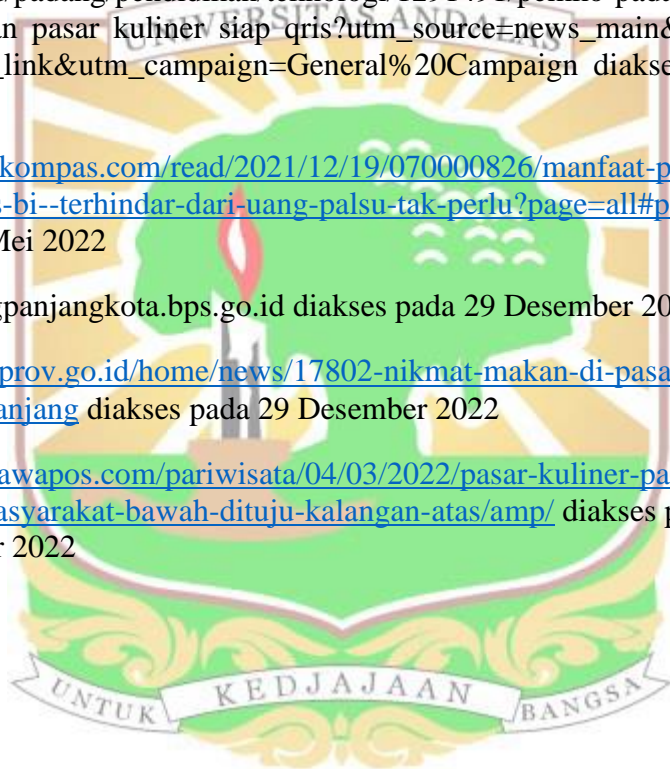 pasar kuliner siap qris?utm_source=news_main&
_link&utm_campaign=General%20Campaign diakse
UNIVERSITAS ANDALAS
kompas.com/read/2021/12/19/070000826/manfaat-p
s-bi--terhindar-dari-uang-palsu-tak-perlu?page=all#p
Mei 2022
gpanjangkota.bps.go.id diakses pada 29 Desember 20
prov.go.id/home/news/17802-nikmat-makan-di-pasa
anjang diakses pada 29 Desember 2022
awapos.com/pariwisata/04/03/2022/pasar-kuliner-pa
asyarakat-bawah-dituju-kalangan-atas/amp/ diakses p
r 2022
UNTUK KEDJAJAAN BANGSA